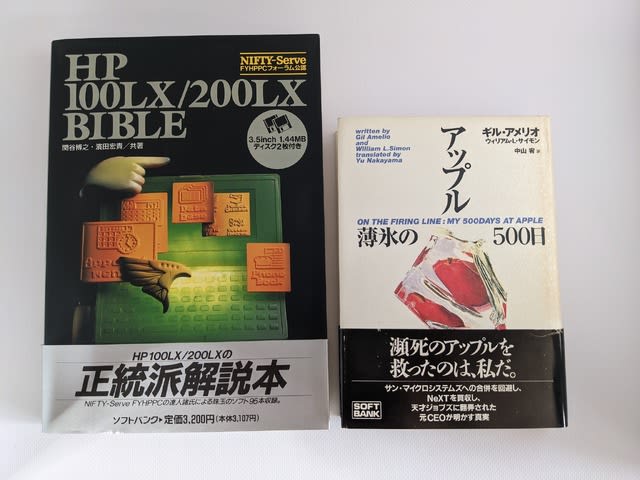 NIFTY-Serve
FYHPPCフォーラム公認
HP
100LX/200LX
BIBLE
関谷博之・濱田宏貴/共著
3.5inch 1.44MB
ディスク2枚付き
Phone
Book
HP 100LX/200LXの
正統派解説本
NIFTY-Serve FYHPPCの達人諸氏による珠玉のソフト95本収録。
ソフトバンク▶定価3,200円(本体3,107円)
written by
Gil Amelio
and
William L.Simon
translated by
Yu Nakayama
アップル
ギル・アメリオ
ウィリアム・L・サイモン
中山 宥 訳
ON THE FIRING LINE: MY 500DAYS AT APPLE
薄氷の 500日
瀕死のアップルを
救ったのは、私だ。
サン・マイクロシステムズへの合併を回避し、
NeXTを買収し、
天才ジョブズに翻弄された
元CEOが明かす真実
SOFT
BANK